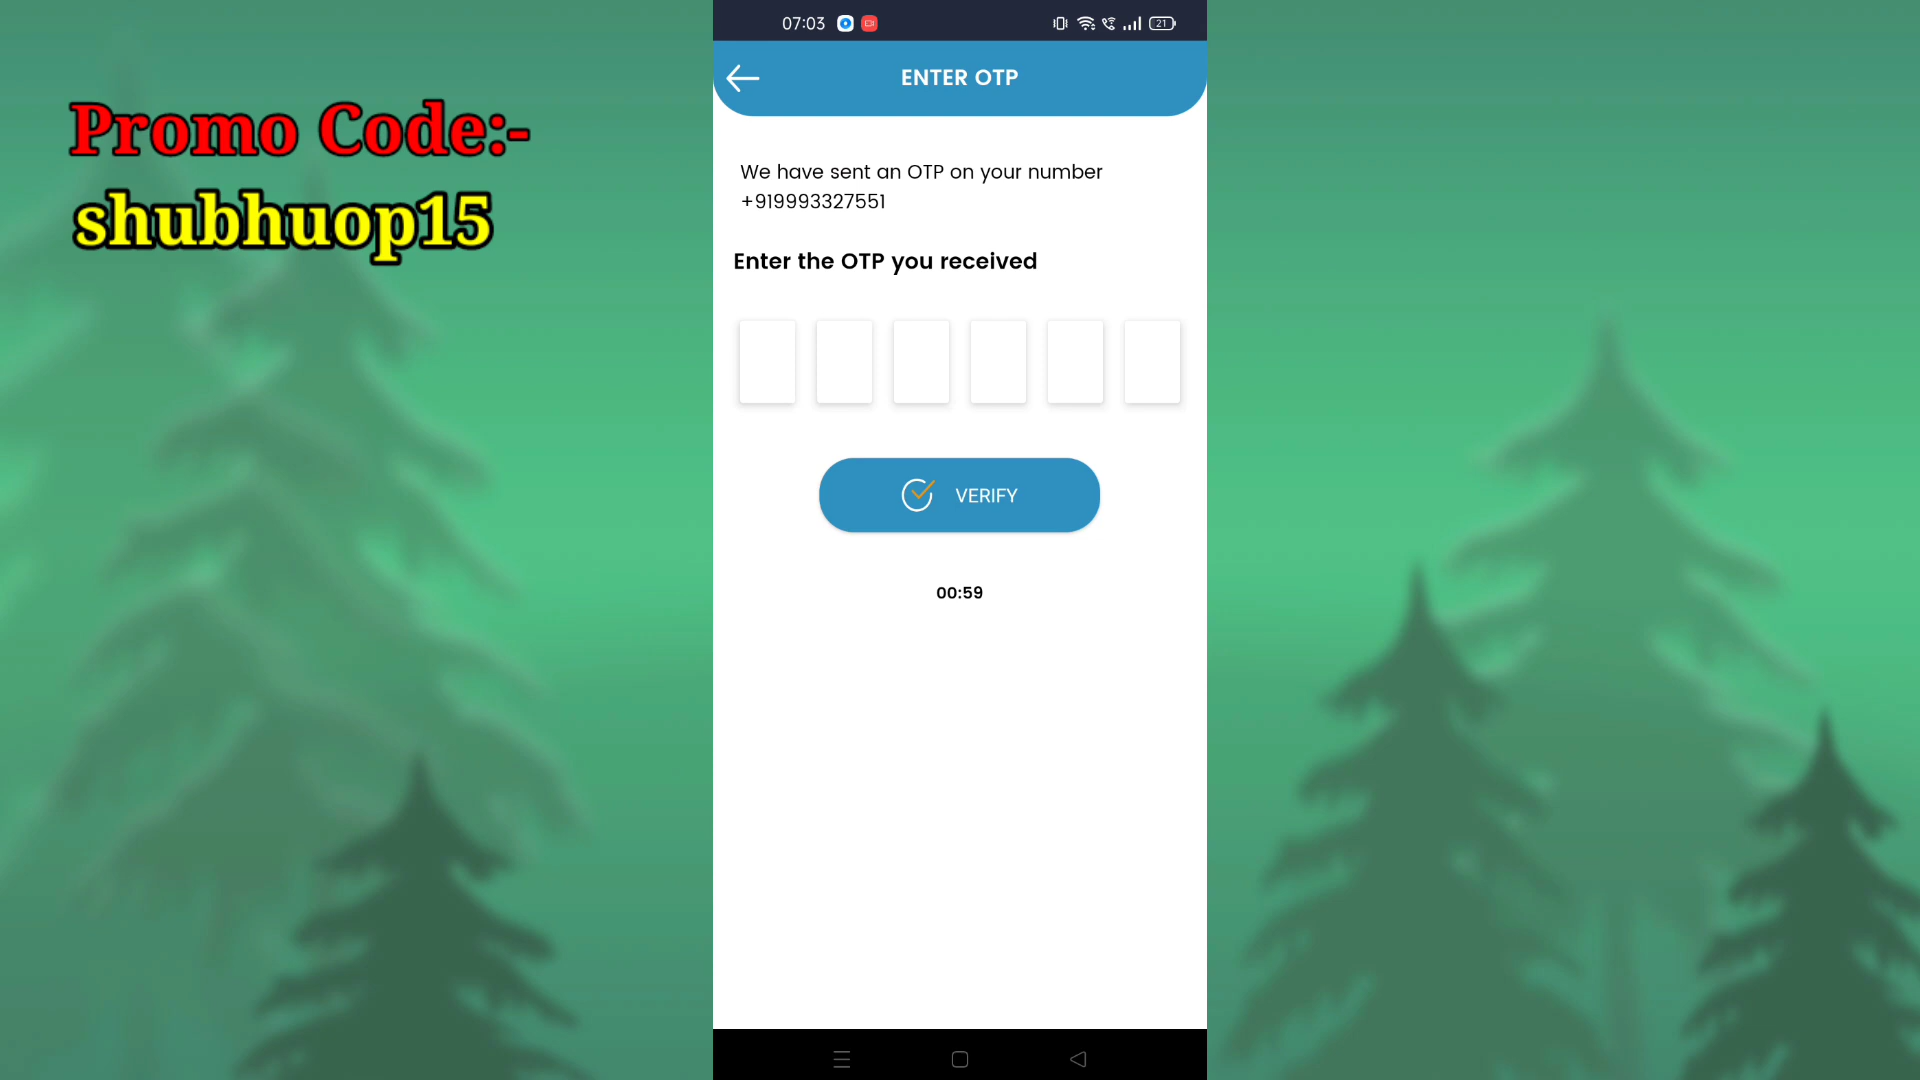 Promo Code:-
shubhuop15
07:03
21
ENTER OTP
We have sent an OTP on your number
+919993327551
Enter the OTP you received
VERIFY
00:59